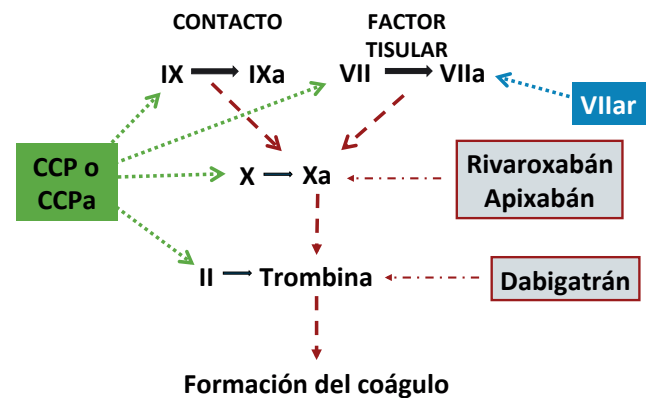 CONTACTO
FACTOR
TISULAR
IX
IXa
VII
VIIa
VIIar
CCP o
CCPa
X
Xa
Rivaroxabán
Apixabán
II
Trombina
Dabigatrán
Formación del coágulo